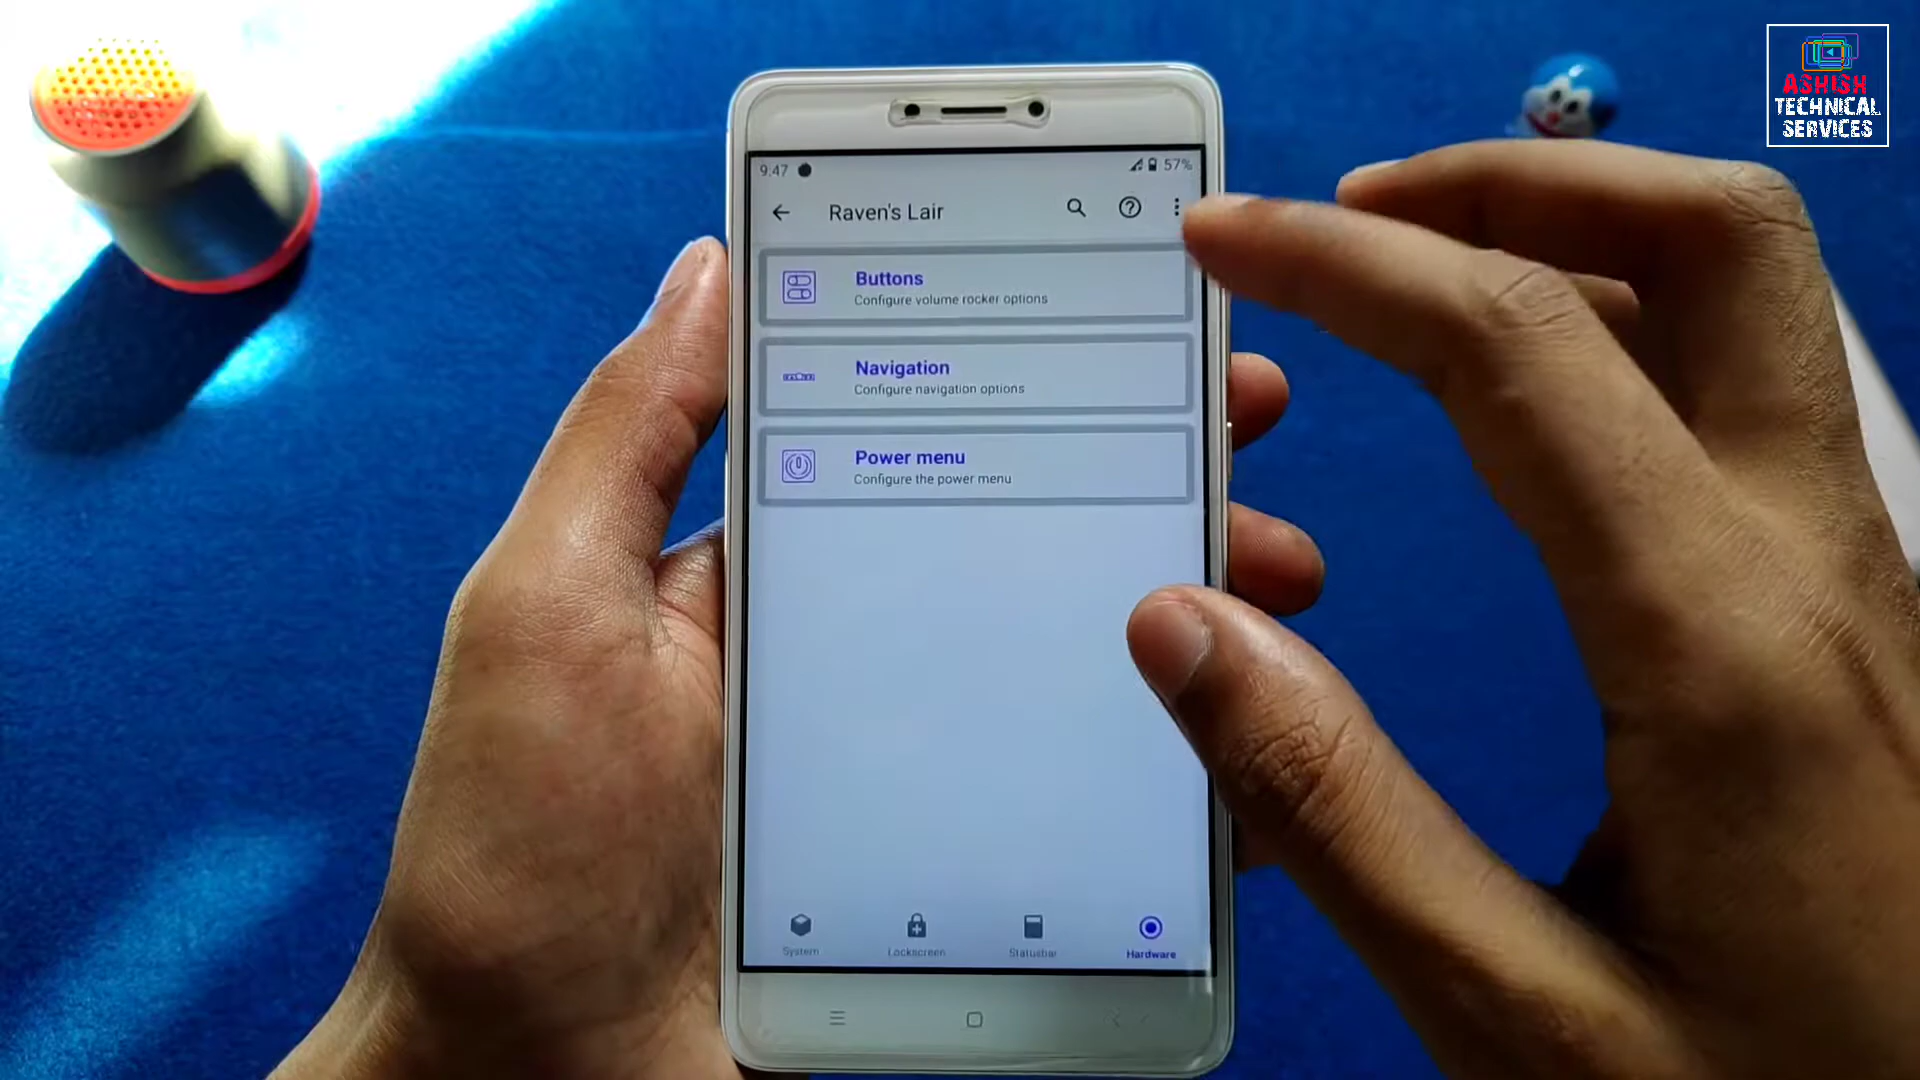 ASHISH
TECHNICAL
SERVICES
9:47
57%
Raven's Lair
Buttons
Configure volume rocker options
Navigation
Configure navigation options
Power menu
Configure the power menu
System
Lockscreen
Statusbar
Hardware